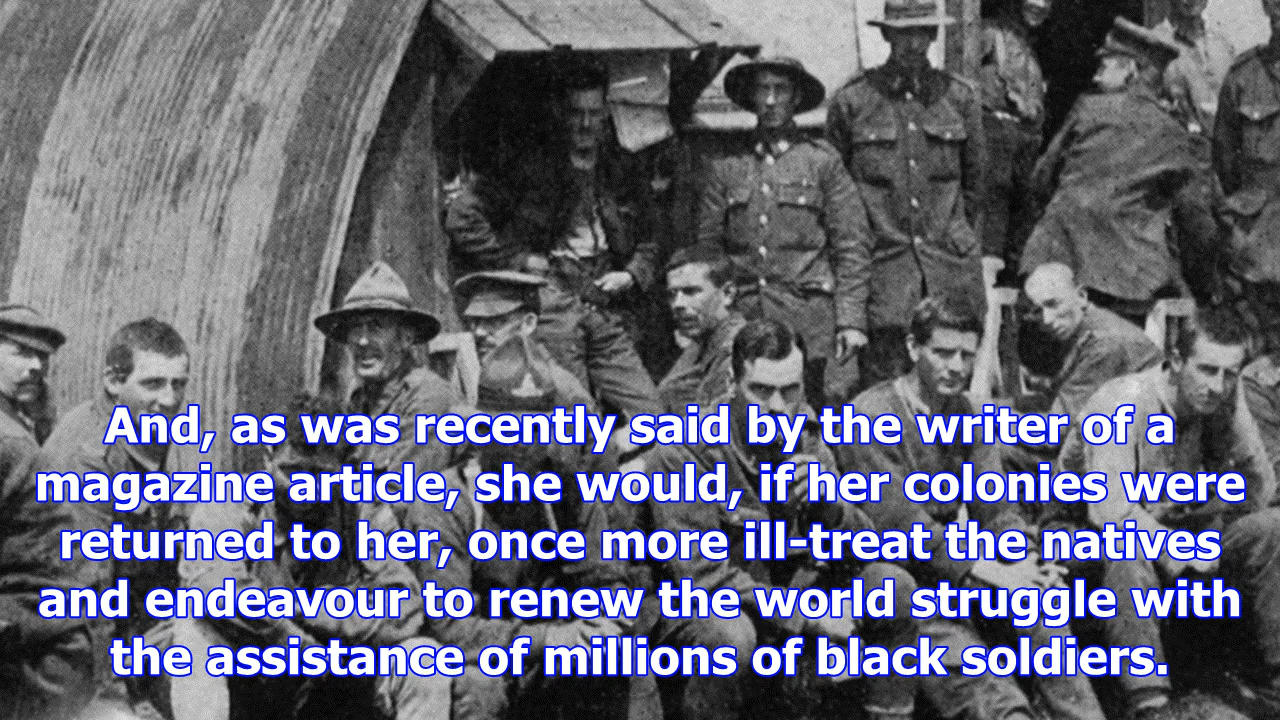 And, as was recently said by the writer of a
magazine article, she would, if her colonies were
returned to her, once more ill-treat the natives
and endeavour to renew the world struggle with
the assistance of millions of black soldiers.